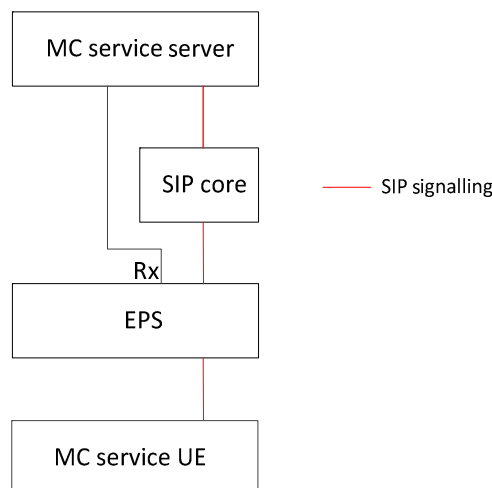 MC service server
SIP core
SIP signalling
Rx
EPS
MC service UE